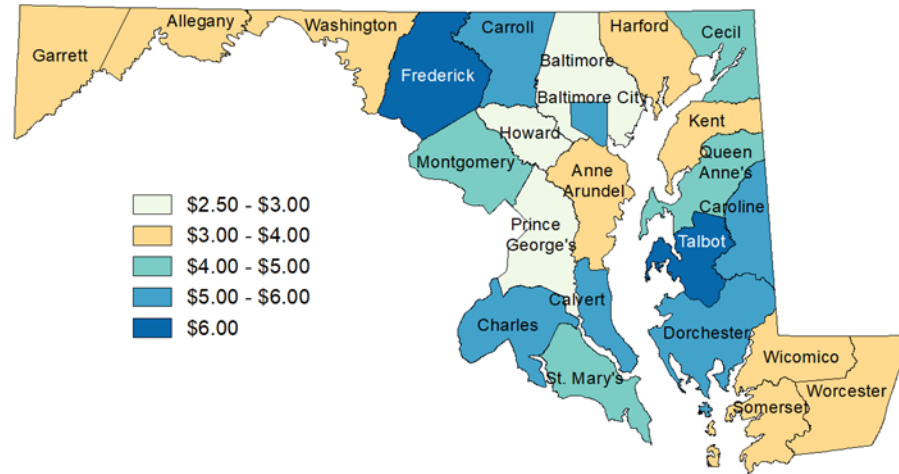 Garrett
Allegany
Washington
Frederick
Carroll
Baltimore
Baltimore City
Harford
Cecil
Howard
Montgomery
Kent
Queen
Anne's
Anne
Arundel
Caroline
Prince
George's
Talbot
Calvert
Charles
Dorchester
St. Mary's
Wicomico
Worcester
Somerset
$2.50 - $3.00
$3.00 - $4.00
$4.00 - $5.00
$5.00 - $6.00
$6.00